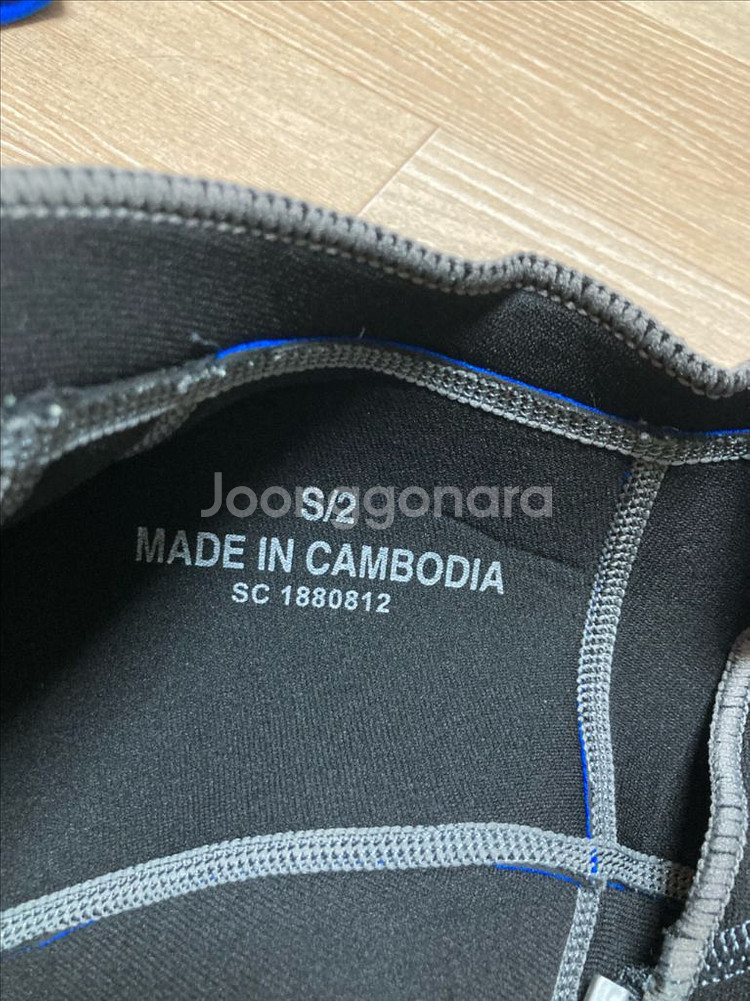 Joonggonara
S/2
MADE IN CAMBODIA
SC 1880812